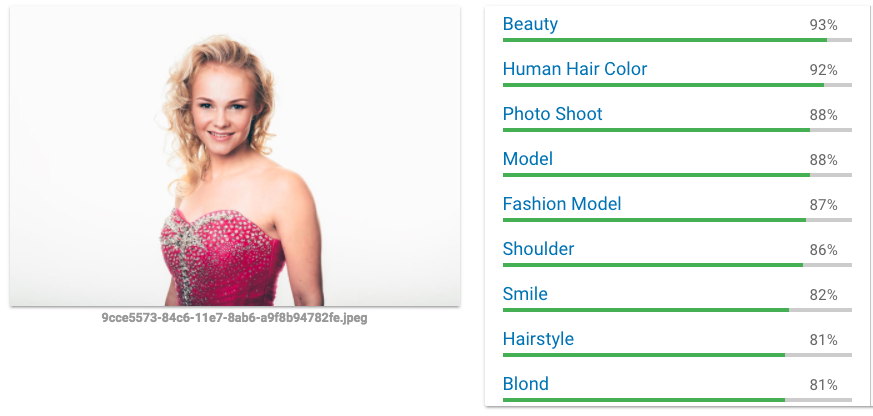 Beauty 93%
Human Hair Color 92%
Photo Shoot 88%
Model 88%
Fashion Model 87%
Shoulder 86%
Smile 82%
Hairstyle 81%
Blond 81%
9cce5573-84c6-11e7-8ab6-a9f8b94782fe.jpeg